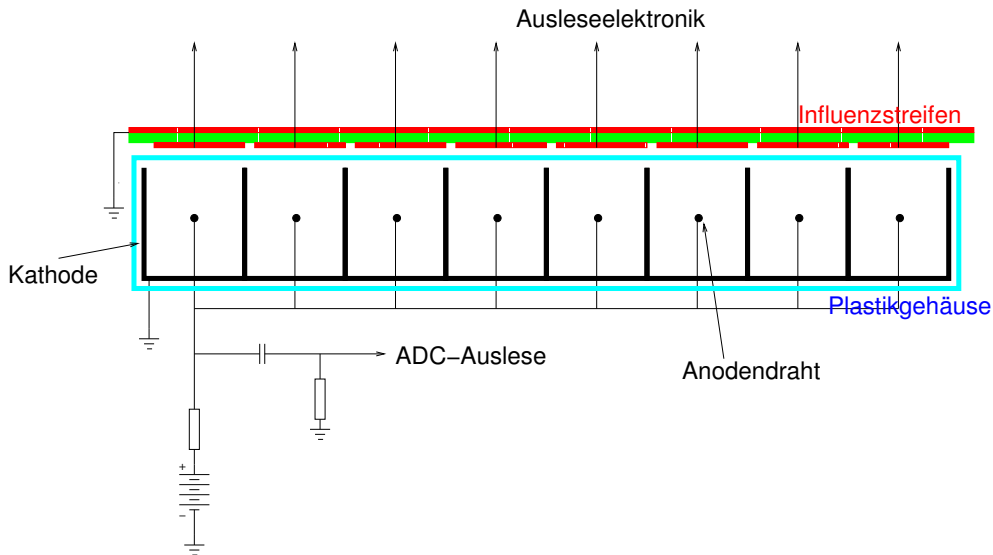 Ausleseelektronik
Influenzstreifen
Kathode
Plastikgehäuse
ADC–Auslese
Anodendraht
+
–